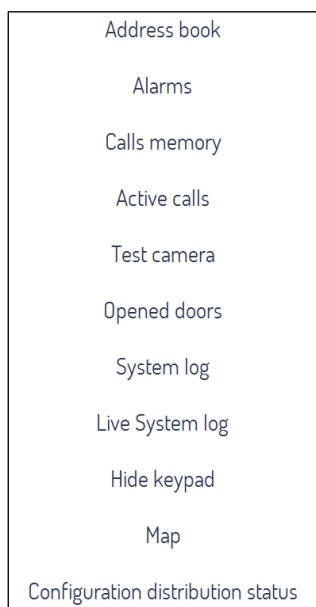 Address book
Alarms
Calls memory
Active calls
Test camera
Opened doors
System log
Live System log
Hide keypad
Map
Configuration distribution status